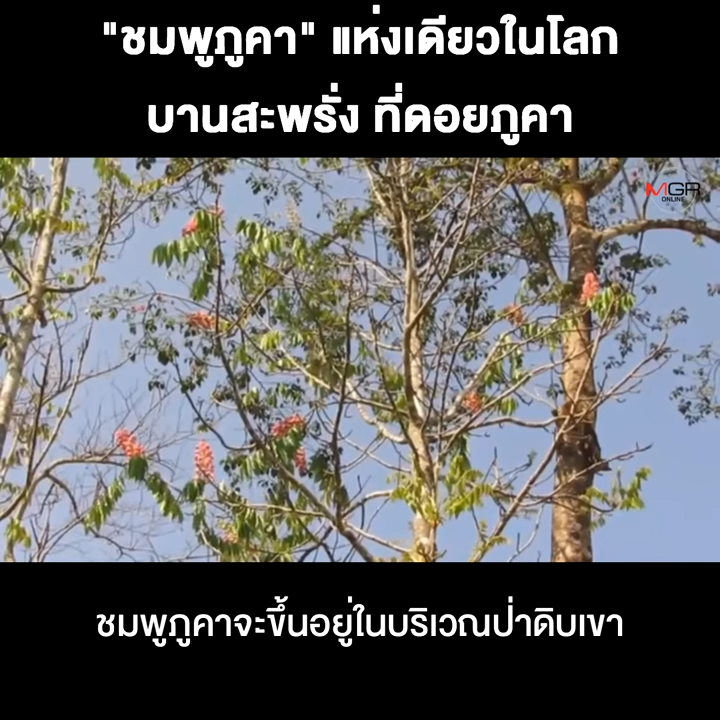 "ชมพูภูคา" แห่งเดียวในโลก
บานสะพรั่ง ที่ดอยภูคา
MGR
ONLINE
ชมพูภูคาจะขึ้นอยู่ในบริเวณป่าดิบเขา